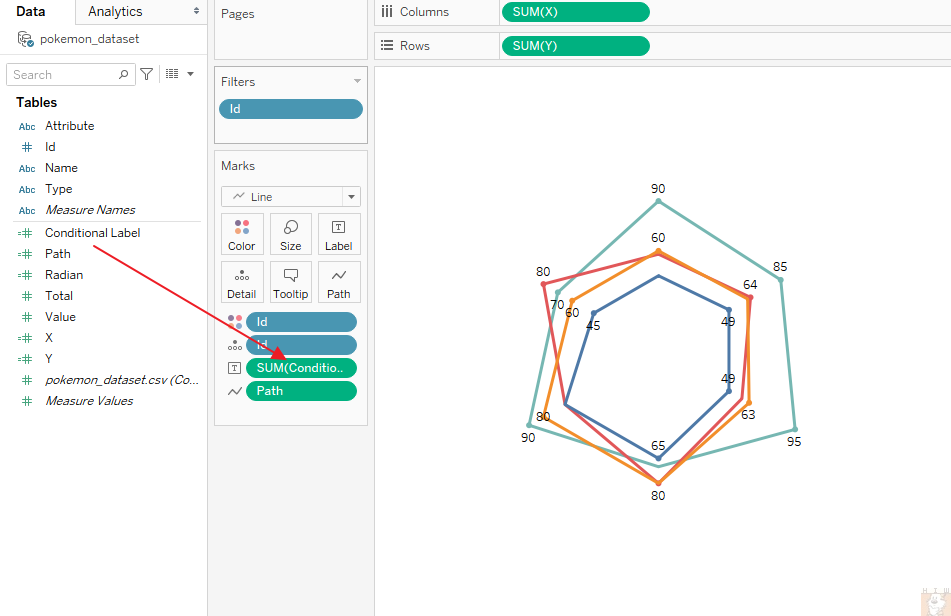 Data
Analytics
pokemon_dataset
Search
Tables
Abc Attribute
Id
Abc Name
Abc Type
Abc Measure Names
Conditional Label
Path
Radian
Total
Value
X
Y
pokemon_dataset.csv (Co...
Measure Values
Pages
Filters
Id
Marks
Line
Color
Size
T
Label
Detail
Tooltip
Path
Id
T SUM(Conditio..
Path
Columns
SUM(X)
Rows
SUM(Y)
90
60
85
80
64
70
60
45
49
49
80
63
90
65
95
80